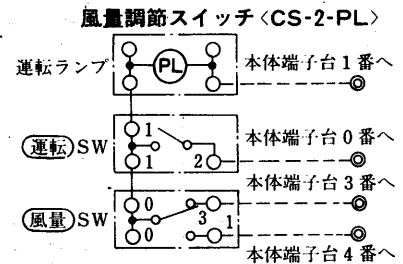 風量調節スイッチ〈CS-2-PL〉
運転ランプ
PL
本体端子台1番へ
運転SW
1
1
2
本体端子台0番へ
本体端子台3番へ
風量SW
0
0
3
1
本体端子台4番へ